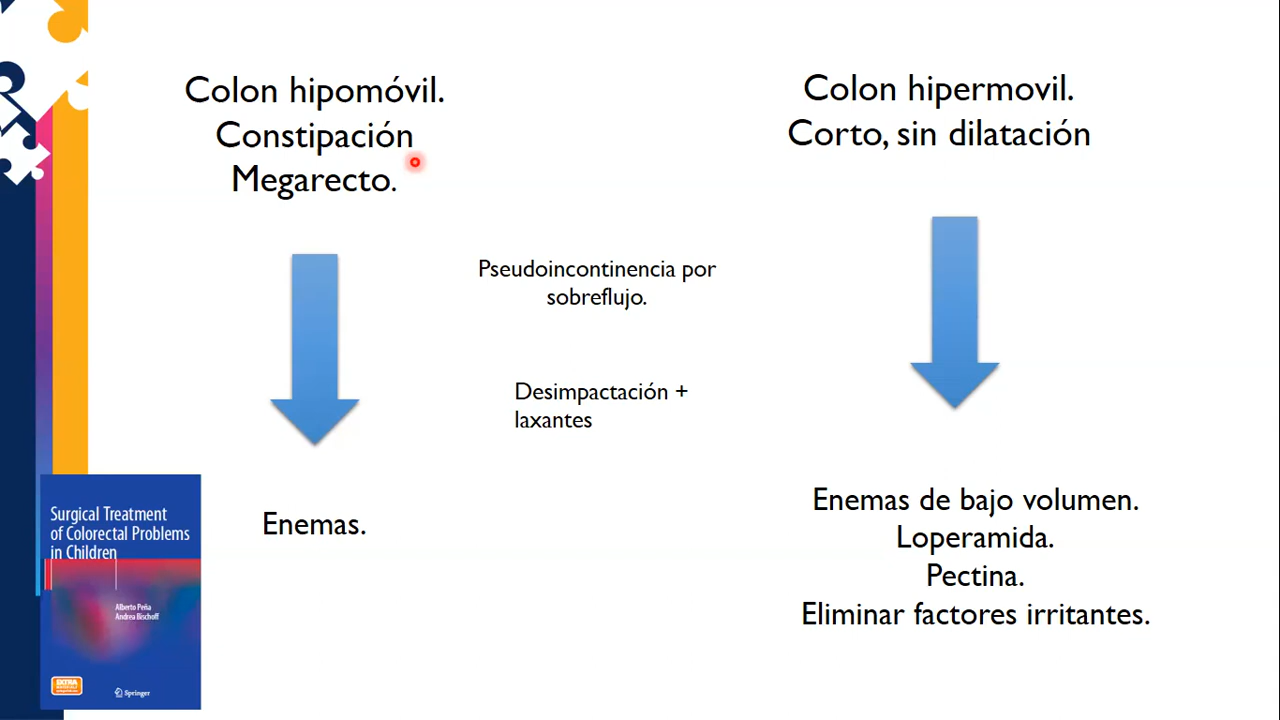 Colon hipomóvil.
Constipación
Megarecto.
Colon hipermovil.
Corto, sin dilatación
Pseudoincontinencia por
sobreflujo.
Desimpactación +
laxantes
Enemas.
Enemas de bajo volumen.
Loperamida.
Pectina.
Eliminar factores irritantes.
Surgical Treatment
of Colorectal Problems
in Children
Alberto Peña
Andrea Bischoff
EXTRA
Springer